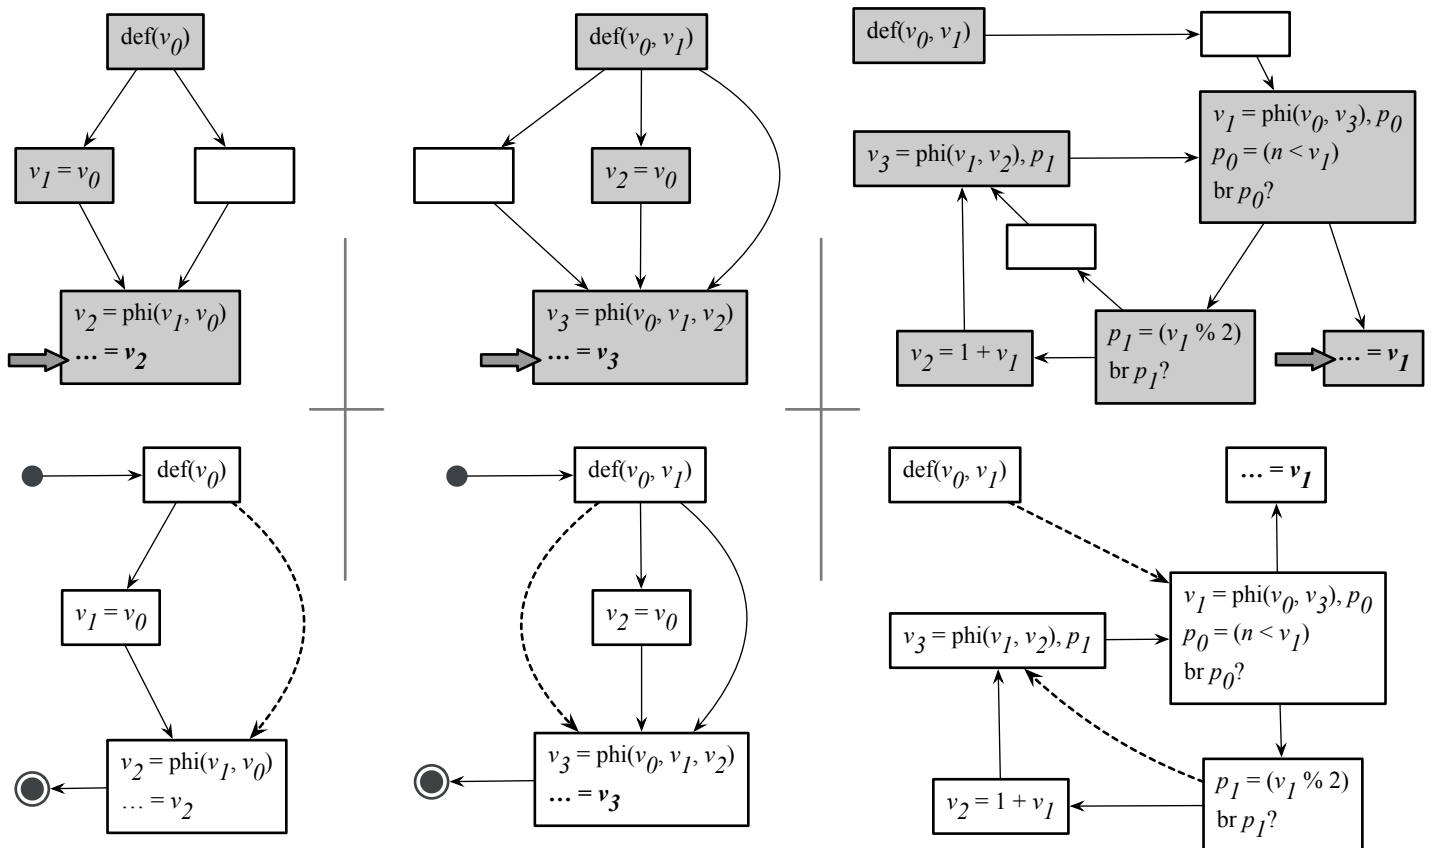 def(v0)
v1 = v0
v2 = phi(v1, v0)
… = v2
def(v0, v1)
v2 = v0
v3 = phi(v0, v1, v2)
… = v3
def(v0, v1)
v1 = phi(v0, v3), p0
p0 = (n < v1)
br p0?
v3 = phi(v1, v2), p1
p1 = (v1 % 2)
br p1?
v2 = 1 + v1
… = v1
def(v0)
v1 = v0
v2 = phi(v1, v0)
… = v2
def(v0, v1)
v2 = v0
v3 = phi(v0, v1, v2)
… = v3
def(v0, v1)
… = v1
v1 = phi(v0, v3), p0
p0 = (n < v1)
br p0?
v3 = phi(v1, v2), p1
p1 = (v1 % 2)
br p1?
v2 = 1 + v1